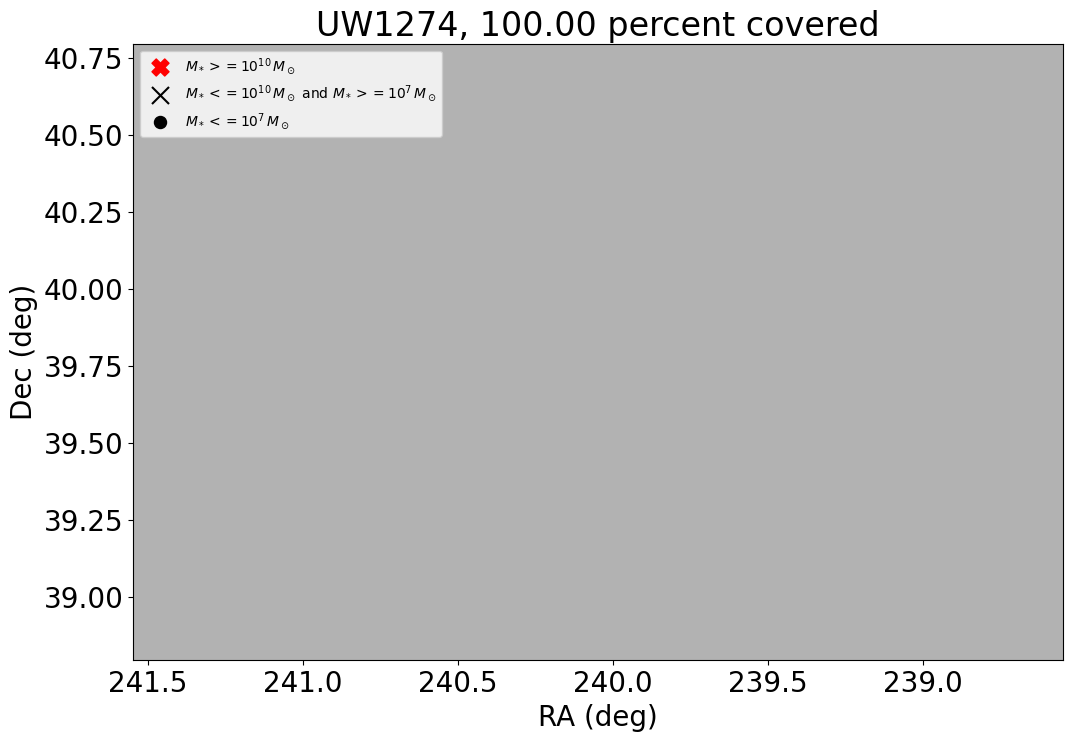 UW1274, 100.00 percent covered
M* >= 10^10 M⊙
M* <= 10^10 M⊙ and M* >= 10^7 M⊙
M* <= 10^7 M⊙
40.75
40.50
40.25
40.00
39.75
39.50
39.25
39.00
Dec (deg)
241.5 241.0 240.5 240.0 239.5 239.0
RA (deg)